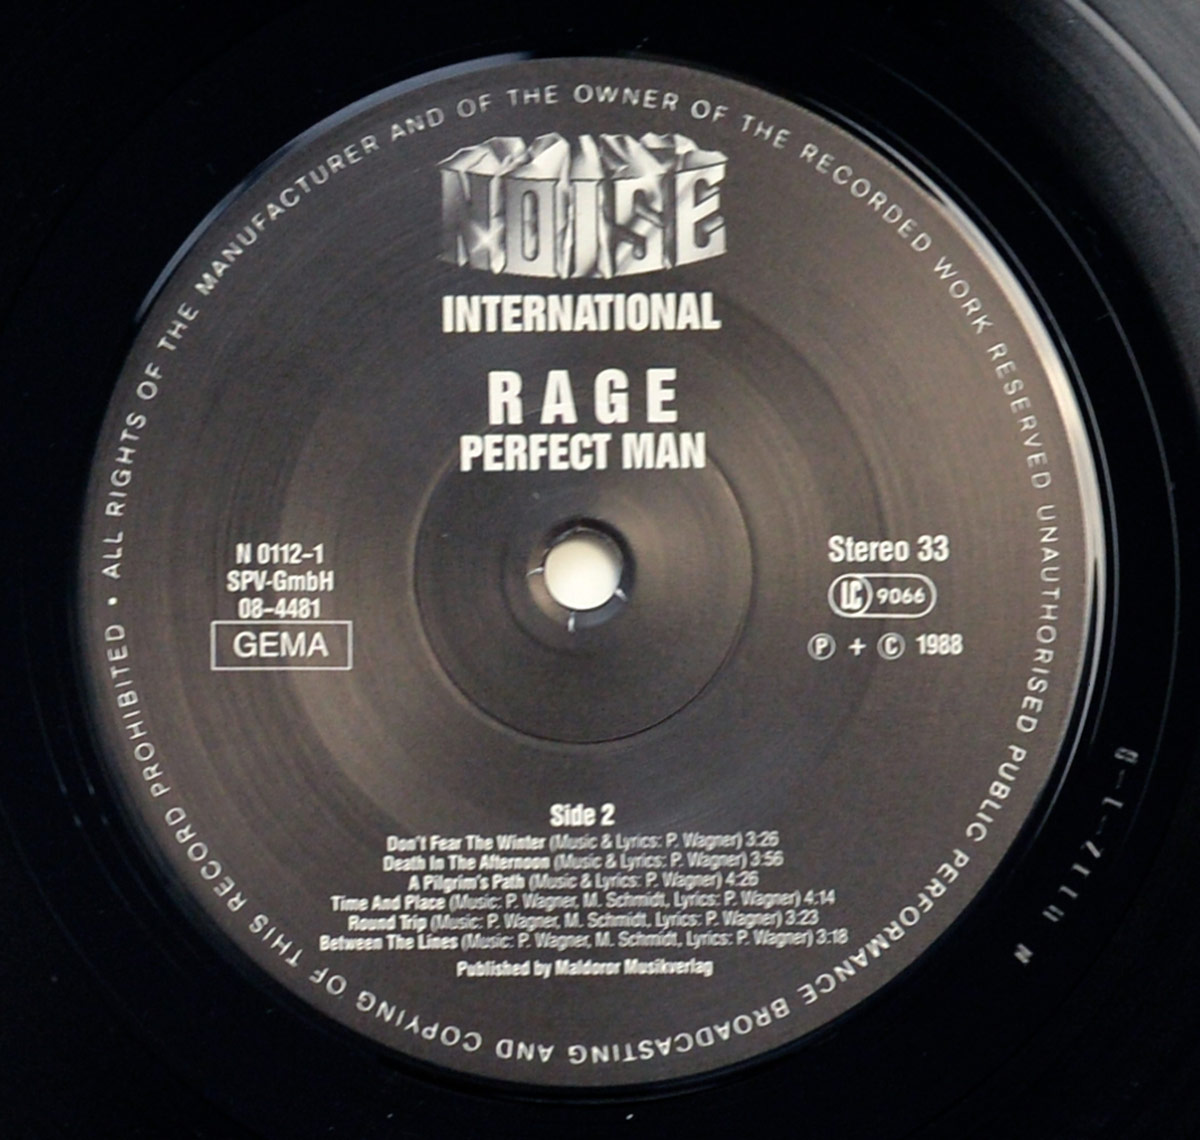 • ALL RIGHTS OF THE MANUFACTURER AND OF THE OWNER OF THE RECORDED WORK RESERVED UNAUTHORISED PUBLIC PERFORMANCE BROADCASTING AND COPYING OF THIS RECORD PROHIBITED
NOISE
INTERNATIONAL
RAGE
PERFECT MAN
N 0112-1
SPV-GmbH
08-4481
GEMA
Stereo 33
LC 9066
Ⓟ + Ⓒ 1988
Side 2
Don't Fear The Winter (Music & Lyrics: P. Wagner) 3:26
Death In The Afternoon (Music & Lyrics: P. Wagner) 3:56
A Pilgrim's Path (Music & Lyrics: P. Wagner) 4:26
Time And Place (Music: P. Wagner, M. Schmidt, Lyrics: P. Wagner) 4:14
Round Trip (Music: P. Wagner, M. Schmidt, Lyrics: P. Wagner) 3:23
Between The Lines (Music: P. Wagner, M. Schmidt, Lyrics: P. Wagner) 3:18
Published by Maldoror Musikverlag